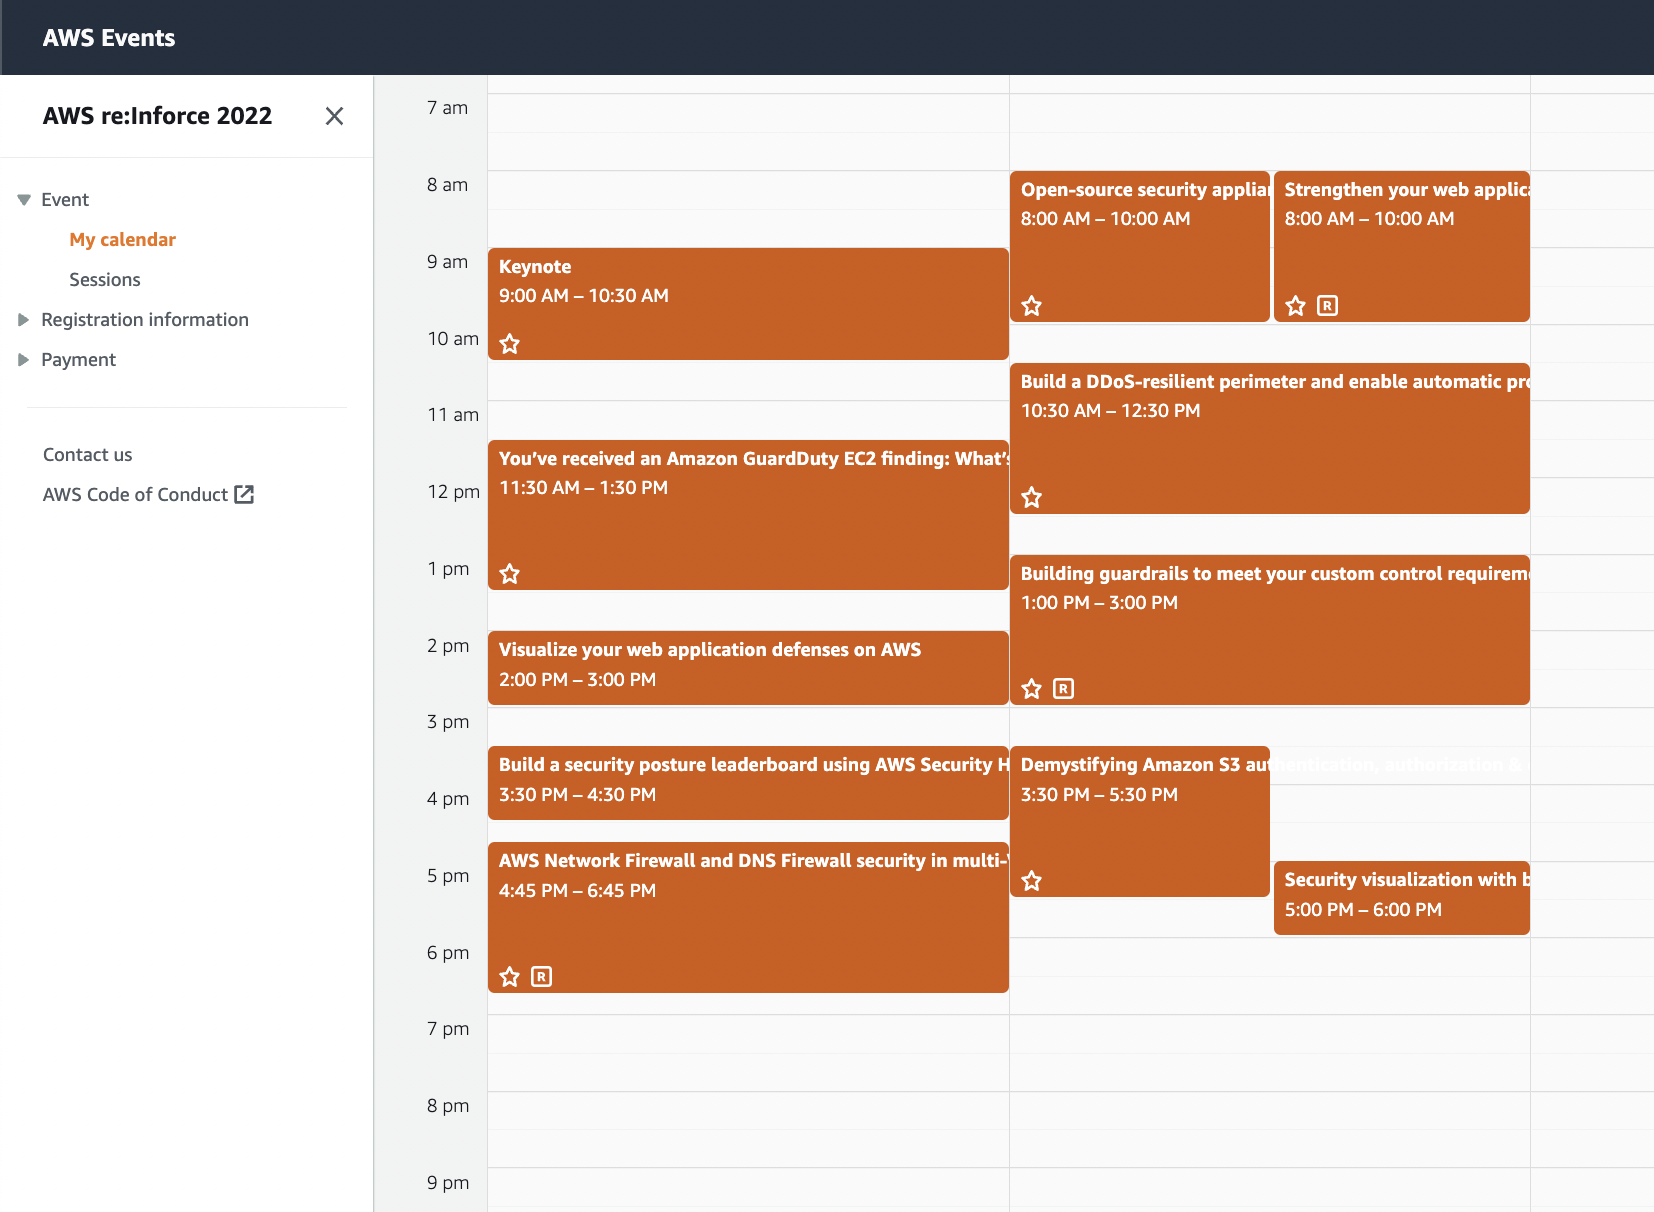 AWS Events
AWS re:Inforce 2022
Event
My calendar
Sessions
Registration information
Payment
Contact us
AWS Code of Conduct
7 am
8 am
9 am
10 am
11 am
12 pm
1 pm
2 pm
3 pm
4 pm
5 pm
6 pm
7 pm
8 pm
9 pm
Keynote
9:00 AM – 10:30 AM
You’ve received an Amazon GuardDuty EC2 finding: What’s
11:30 AM – 1:30 PM
Visualize your web application defenses on AWS
2:00 PM – 3:00 PM
Build a security posture leaderboard using AWS Security H
3:30 PM – 4:30 PM
AWS Network Firewall and DNS Firewall security in multi-
4:45 PM – 6:45 PM
R
Open-source security applian
8:00 AM – 10:00 AM
Strengthen your web applica
8:00 AM – 10:00 AM
R
Build a DDoS-resilient perimeter and enable automatic pro
10:30 AM – 12:30 PM
Building guardrails to meet your custom control requireme
1:00 PM – 3:00 PM
R
Demystifying Amazon S3 authentication, authorization &
3:30 PM – 5:30 PM
Security visualization with b
5:00 PM – 6:00 PM